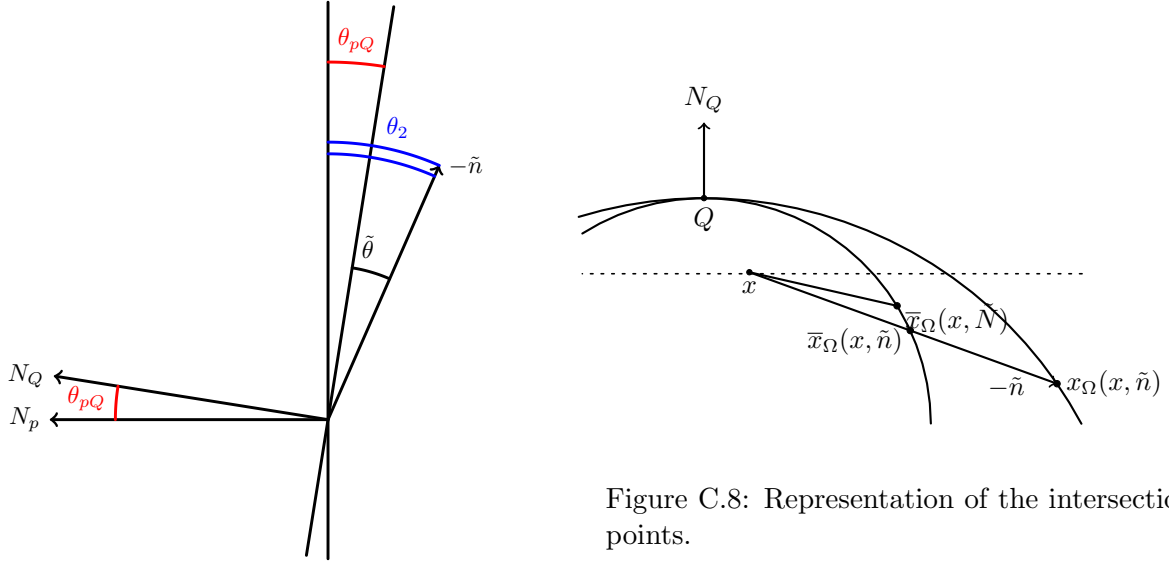 θ_{pQ}
θ_2
−ñ
θ̃
N_Q
θ_{pQ}
N_p
N_Q
Q
x
x̅_Ω(x, Ñ)
x̅_Ω(x, ñ)
−ñ
x_Ω(x, ñ)
Figure C.8: Representation of the intersectio
points.